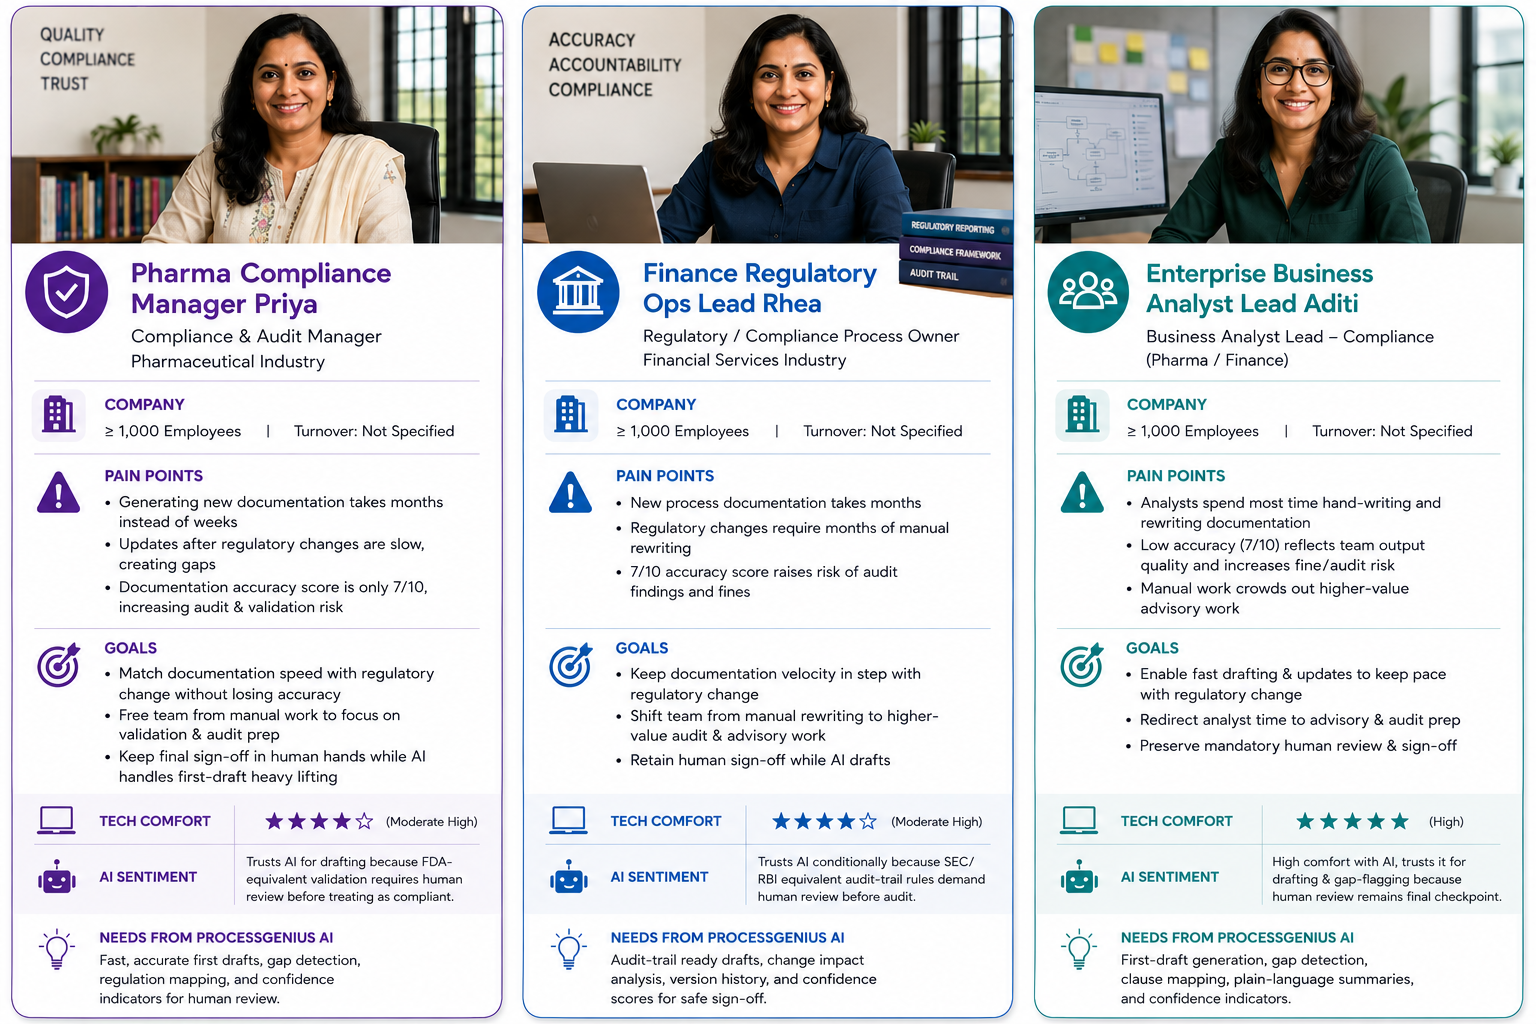 QUALITY
COMPLIANCE
TRUST
Pharma Compliance
Manager Priya
Compliance & Audit Manager
Pharmaceutical Industry
COMPANY
≥ 1,000 Employees | Turnover: Not Specified
PAIN POINTS
• Generating new documentation takes months
instead of weeks
• Updates after regulatory changes are slow,
creating gaps
• Documentation accuracy score is only 7/10,
increasing audit & validation risk
GOALS
• Match documentation speed with regulatory
change without losing accuracy
• Free team from manual work to focus on
validation & audit prep
• Keep final sign-off in human hands while AI
handles first-draft heavy lifting
TECH COMFORT
(Moderate High)
AI SENTIMENT
Trusts AI for drafting because FDA-
equivalent validation requires human
review before treating as compliant.
NEEDS FROM PROCESSGENIUS AI
Fast, accurate first drafts, gap detection,
regulation mapping, and confidence
indicators for human review.
ACCURACY
ACCOUNTABILITY
COMPLIANCE
REGULATORY REPORTING
COMPLIANCE FRAMEWORK
AUDIT TRAIL
Finance Regulatory
Ops Lead Rhea
Regulatory / Compliance Process Owner
Financial Services Industry
COMPANY
≥ 1,000 Employees | Turnover: Not Specified
PAIN POINTS
• New process documentation takes months
• Regulatory changes require months of manual
rewriting
• 7/10 accuracy score raises risk of audit
findings and fines
GOALS
• Keep documentation velocity in step with
regulatory change
• Shift team from manual rewriting to higher-
value audit & advisory work
• Retain human sign-off while AI drafts
TECH COMFORT
(Moderate High)
AI SENTIMENT
Trusts AI conditionally because SEC/
RBI equivalent audit-trail rules demand
human review before audit.
NEEDS FROM PROCESSGENIUS AI
Audit-trail ready drafts, change impact
analysis, version history, and confidence
scores for safe sign-off.
Enterprise Business
Analyst Lead Aditi
Business Analyst Lead – Compliance
(Pharma / Finance)
COMPANY
≥ 1,000 Employees | Turnover: Not Specified
PAIN POINTS
• Analysts spend most time hand-writing and
rewriting documentation
• Low accuracy (7/10) reflects team output
quality and increases fine/audit risk
• Manual work crowds out higher-value
advisory work
GOALS
• Enable fast drafting & updates to keep pace
with regulatory change
• Redirect analyst time to advisory & audit prep
• Preserve mandatory human review & sign-off
TECH COMFORT
(High)
AI SENTIMENT
High comfort with AI, trusts it for
drafting & gap-flagging because
human review remains final checkpoint.
NEEDS FROM PROCESSGENIUS AI
First-draft generation, gap detection,
clause mapping, plain-language summaries,
and confidence indicators.